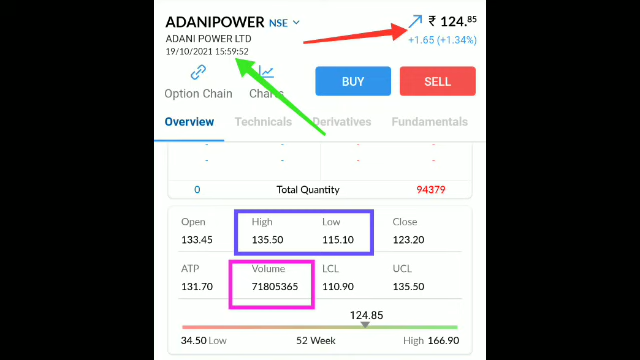 ADANIPOWER NSE
₹ 124.85
ADANI POWER LTD
+1.65 (+1.34%)
19/10/2021 15:59:52
Option Chain
Charts
BUY
SELL
Overview Technicals Derivatives Fundamentals
- - - -
0 Total Quantity 94379
Open High Low Close
133.45 135.50 115.10 123.20
ATP Volume LCL UCL
131.70 71805365 110.90 135.50
124.85
34.50 Low 52 Week High 166.90